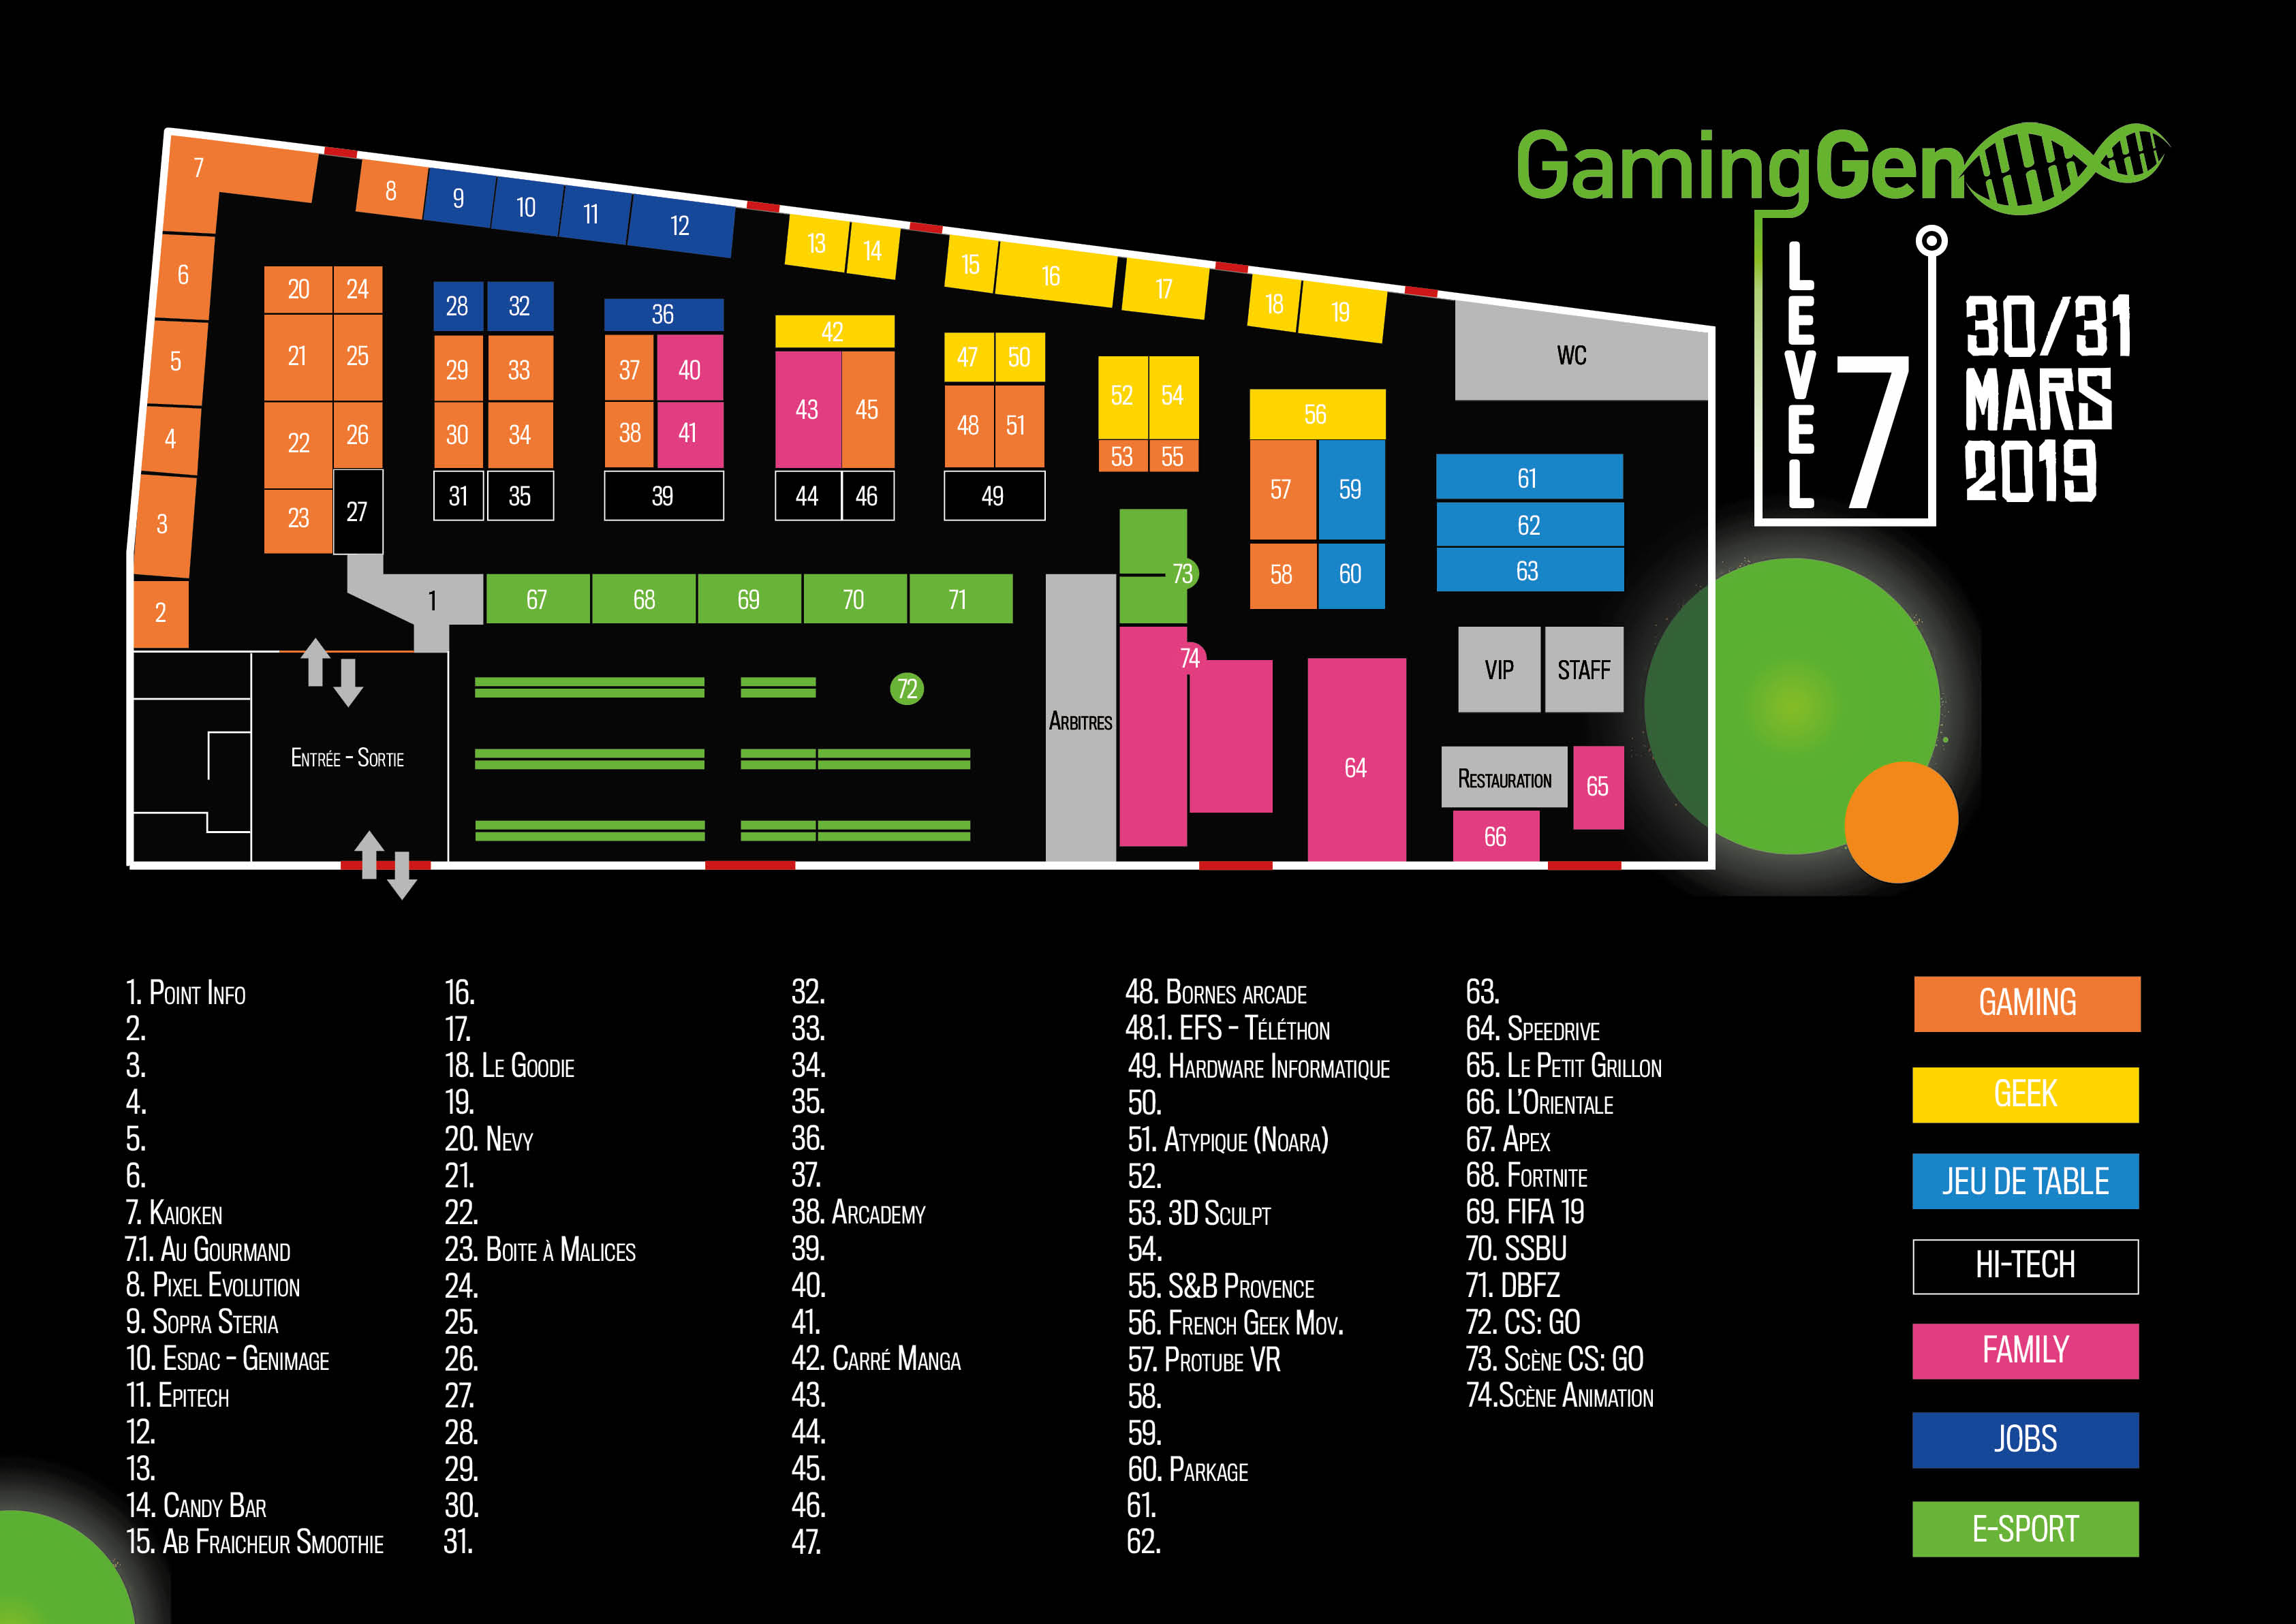 GamingGen
LEVEL
7
30/31
MARS
2019
7
8
9
10
11
12
13
14
15
16
17
18
19
6
5
4
3
2
20
24
21
25
22
26
23
27
28
32
29
33
30
34
31
35
36
37
40
38
41
39
42
43
45
44
46
47
50
48
51
49
52
54
53
55
56
57
59
58
60
WC
61
62
63
1
67
68
69
70
71
72
73
74
ARBITRES
ENTRÉE - SORTIE
64
VIP
STAFF
RESTAURATION
65
66
1. POINT INFO
2.
3.
4.
5.
6.
7. KAIOKEN
7.1. AU GOURMAND
8. PIXEL EVOLUTION
9. SOPRA STERIA
10. ESDAC - GENIMAGE
11. EPITECH
12.
13.
14. CANDY BAR
15. AB FRAICHEUR SMOOTHIE
16.
17.
18. LE GOODIE
19.
20. NEVY
21.
22.
23. BOITE À MALICES
24.
25.
26.
27.
28.
29.
30.
31.
32.
33.
34.
35.
36.
37.
38. ARCADEMY
39.
40.
41.
42. CARRÉ MANGA
43.
44.
45.
46.
47.
48. BORNES ARCADE
48.1. EFS - TÉLÉTHON
49. HARDWARE INFORMATIQUE
50.
51. ATYPIQUE (NOARA)
52.
53. 3D SCULPT
54.
55. S&B PROVENCE
56. FRENCH GEEK MOV.
57. PROTUBE VR
58.
59.
60. PARKAGE
61.
62.
63.
64. SPEEDRIVE
65. LE PETIT GRILLON
66. L'ORIENTALE
67. APEX
68. FORTNITE
69. FIFA 19
70. SSBU
71. DBFZ
72. CS: GO
73. SCÈNE CS: GO
74.SCÈNE ANIMATION
GAMING
GEEK
JEU DE TABLE
HI-TECH
FAMILY
JOBS
E-SPORT